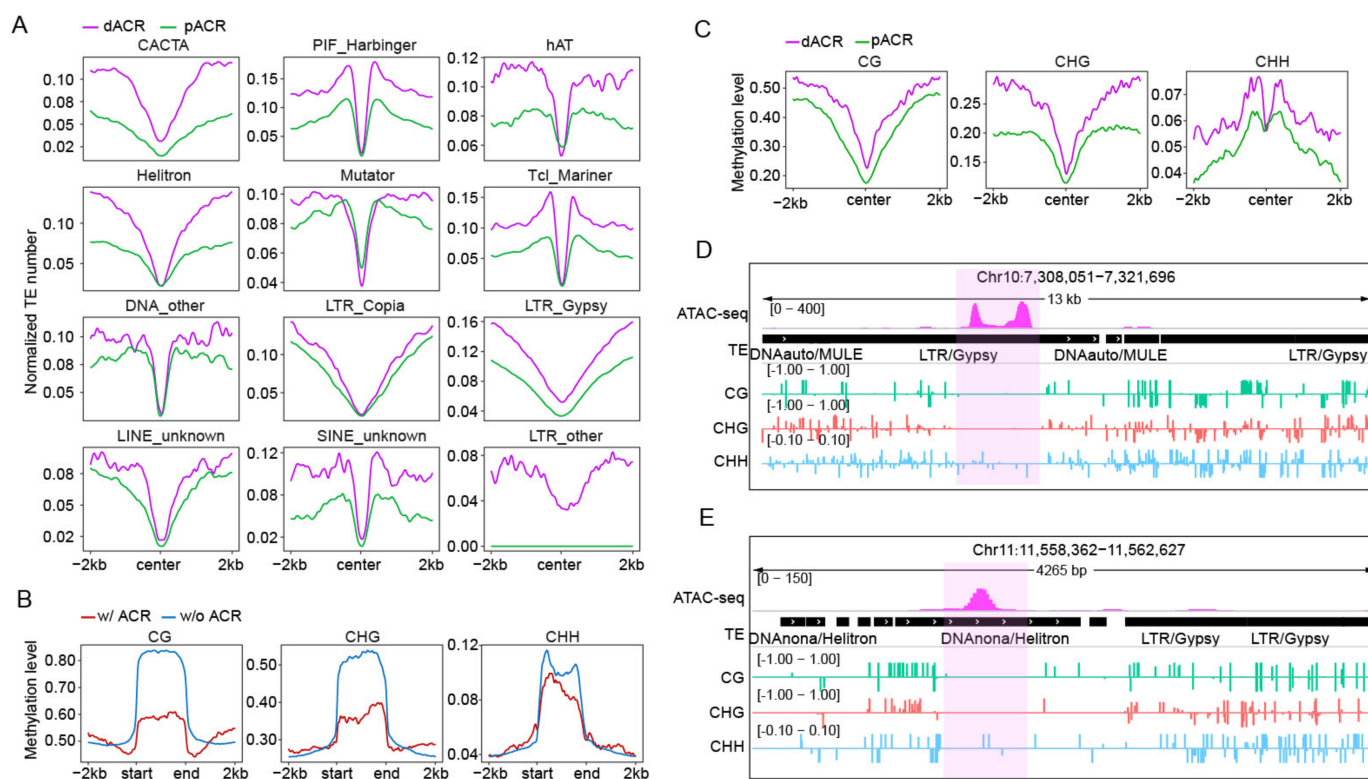 A
dACR pACR
CACTA PIF_Harbinger hAT
0.10 0.08 0.05 0.02
0.15 0.10 0.05
0.12 0.10 0.08 0.06
Helitron Mutator Tcl_Mariner
0.10 0.05
0.10 0.08 0.06 0.04
0.15 0.10 0.05
DNA_other LTR_Copia LTR_Gypsy
0.10 0.08 0.05
0.10 0.05
0.16 0.12 0.08 0.04
LINE_unknown SINE_unknown LTR_other
0.08 0.05 0.02
0.12 0.08 0.02
0.08 0.04 0.00
Normalized TE number
−2kb center 2kb −2kb center 2kb −2kb center 2kb
B
w/ ACR w/o ACR
CG CHG CHH
Methylation level
0.80 0.70 0.60 0.50
0.50 0.40 0.30
0.12 0.08 0.04
−2kb start end 2kb −2kb start end 2kb −2kb start end 2kb
C
dACR pACR
CG CHG CHH
Methylation level
0.50 0.40 0.30 0.20
0.25 0.20 0.15
0.07 0.06 0.05 0.04
−2kb center 2kb −2kb center 2kb −2kb center 2kb
D
Chr10:7,308,051−7,321,696
13 kb
[0 − 400]
ATAC-seq
TE
DNAauto/MULE LTR/Gypsy DNAauto/MULE LTR/Gypsy
[-1.00 − 1.00]
CG
[-1.00 − 1.00]
CHG
[-0.10 − 0.10]
CHH
E
Chr11:11,558,362−11,562,627
4265 bp
[0 − 150]
ATAC-seq
TE
DNAnona/Helitron DNAnona/Helitron LTR/Gypsy LTR/Gypsy
[-1.00 − 1.00]
CG
[-1.00 − 1.00]
CHG
[-0.10 − 0.10]
CHH